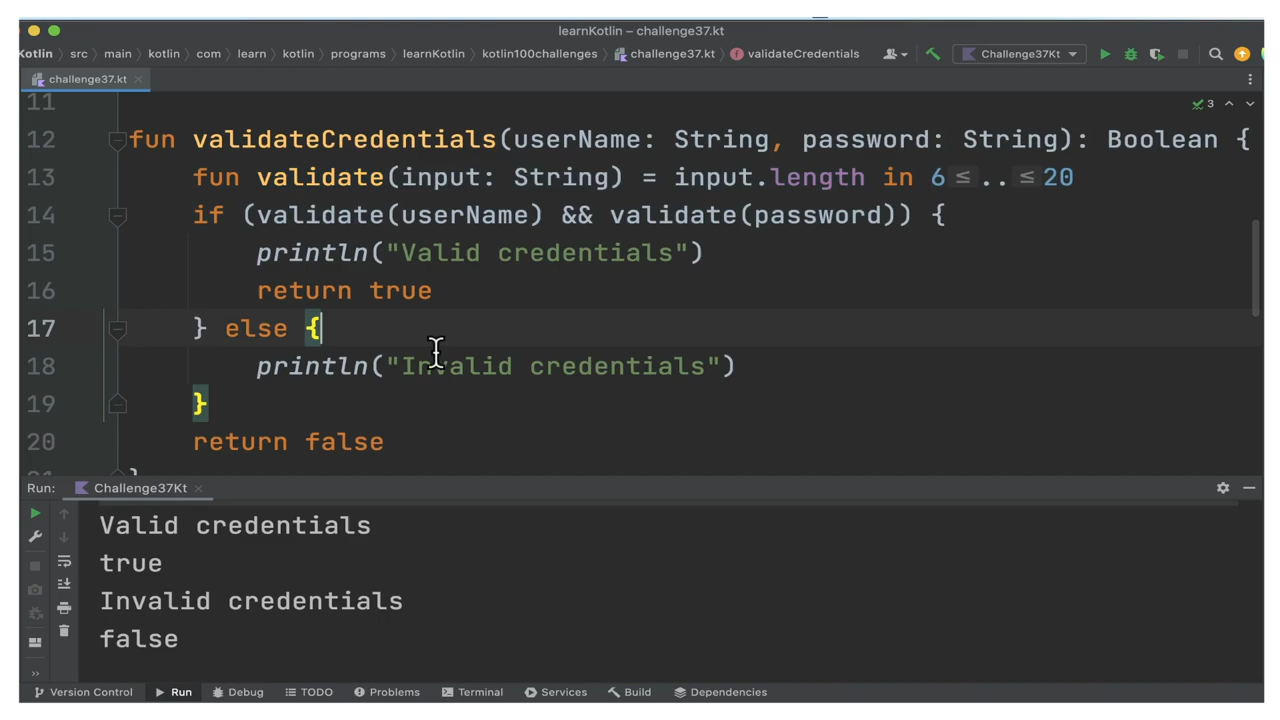 learnKotlin – challenge37.kt
Kotlin › src › main › kotlin › com › learn › kotlin › programs › learnKotlin › kotlin100challenges › challenge37.kt › validateCredentials
Challenge37Kt
challenge37.kt
3
11
12 fun validateCredentials(userName: String, password: String): Boolean {
13 fun validate(input: String) = input.length in 6≤..≤20
14 if (validate(userName) && validate(password)) {
15 println("Valid credentials")
16 return true
17 } else {
18 println("Invalid credentials")
19 }
20 return false
}
Run: Challenge37Kt
Valid credentials
true
Invalid credentials
false
Version Control Run Debug TODO Problems Terminal Services Build Dependencies